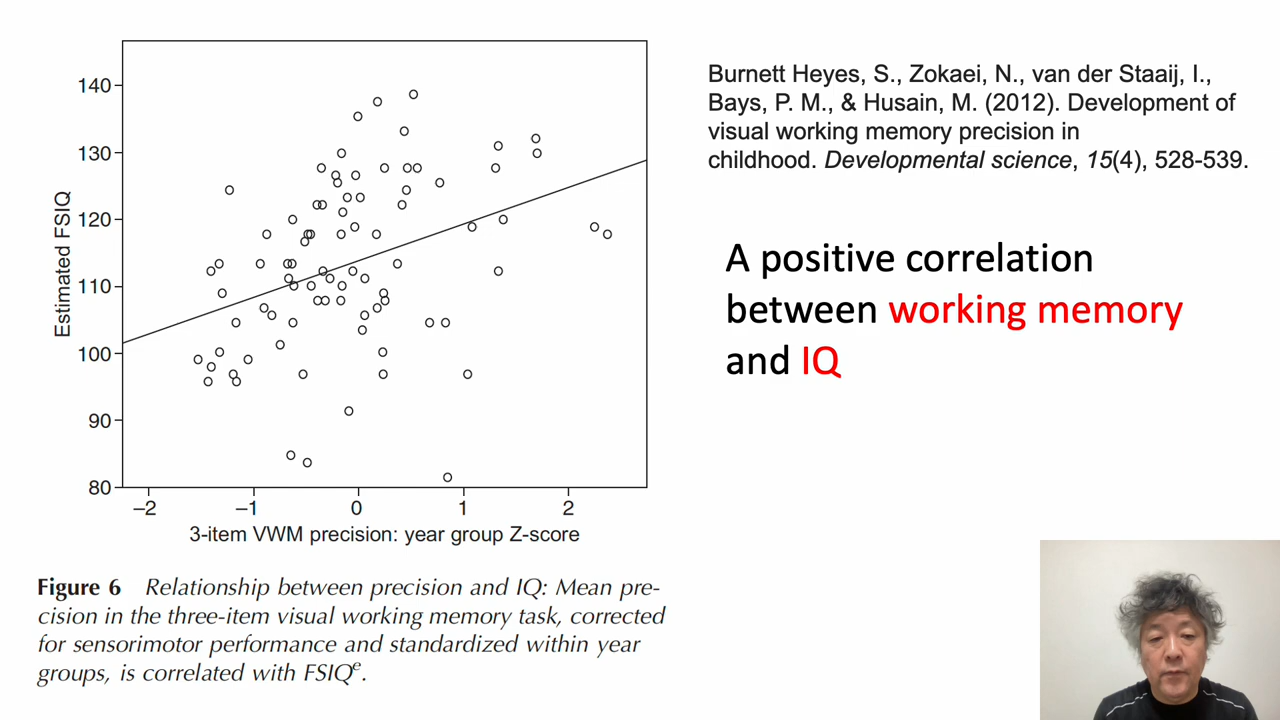 Burnett Heyes, S., Zokaei, N., van der Staaij, I.,
Bays, P. M., & Husain, M. (2012). Development of
visual working memory precision in
childhood. Developmental science, 15(4), 528-539.
A positive correlation
between working memory
and IQ
Estimated FSIQ
140
130
120
110
100
90
80
–2
–1
0
1
2
3-item VWM precision: year group Z-score
Figure 6 Relationship between precision and IQ: Mean pre-
cision in the three-item visual working memory task, corrected
for sensorimotor performance and standardized within year
groups, is correlated with FSIQe.